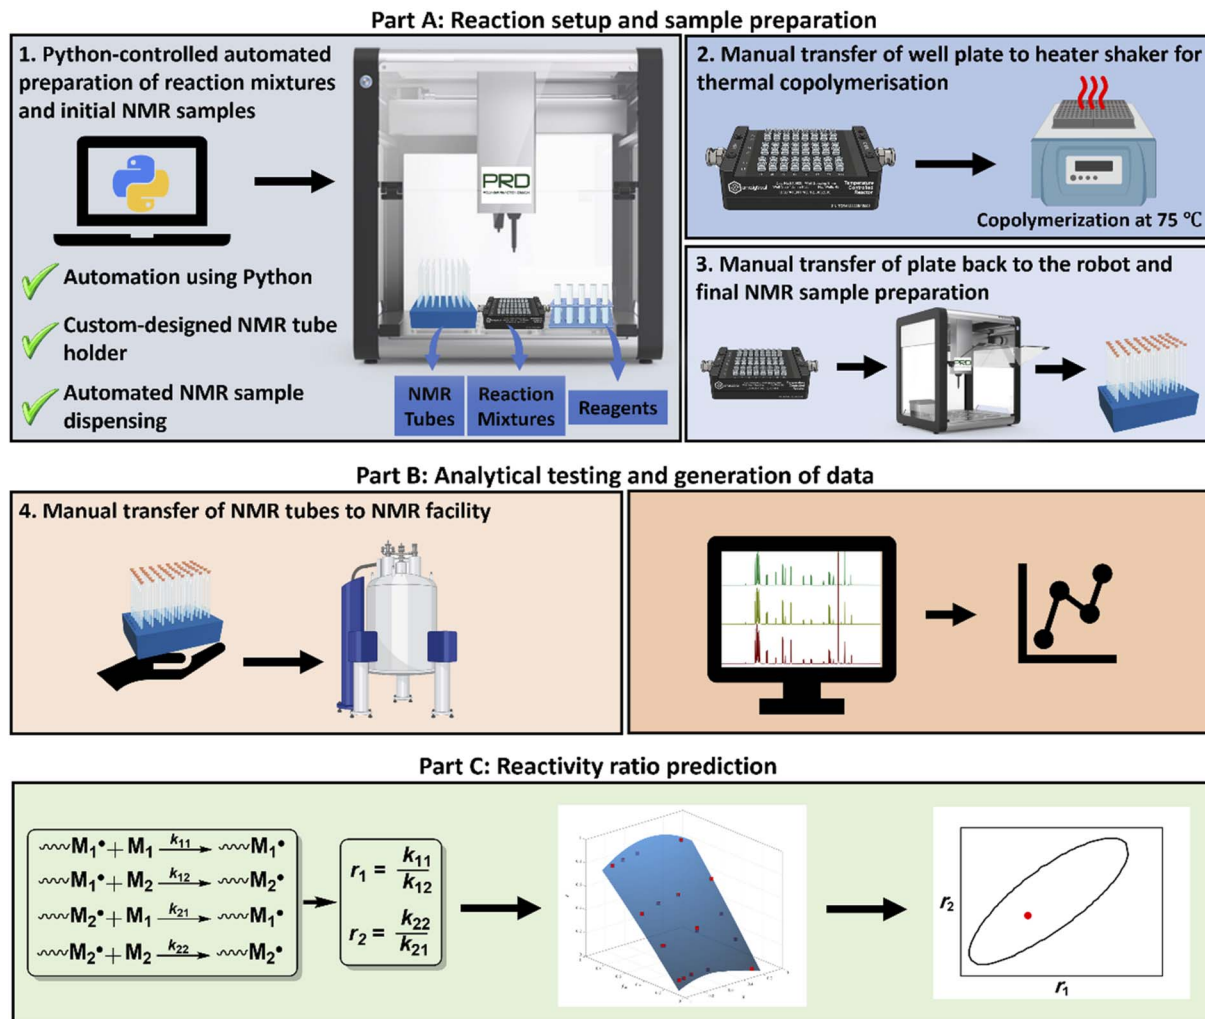 Part A: Reaction setup and sample preparation
1. Python-controlled automated
preparation of reaction mixtures
and initial NMR samples
PRD
Automation using Python
Custom-designed NMR tube
holder
Automated NMR sample
dispensing
NMR
Tubes
Reaction
Mixtures
Reagents
2. Manual transfer of well plate to heater shaker for
thermal copolymerisation
Temperature
Controlled
Reactor
Copolymerization at 75 °C
3. Manual transfer of plate back to the robot and
final NMR sample preparation
PRD
Part B: Analytical testing and generation of data
4. Manual transfer of NMR tubes to NMR facility
Part C: Reactivity ratio prediction
M₁• + M₁ k₁₁ M₁•
M₁• + M₂ k₁₂ M₂•
M₂• + M₁ k₂₁ M₁•
M₂• + M₂ k₂₂ M₂•
r₁ = k₁₁/k₁₂
r₂ = k₂₂/k₂₁
r₂
r₁